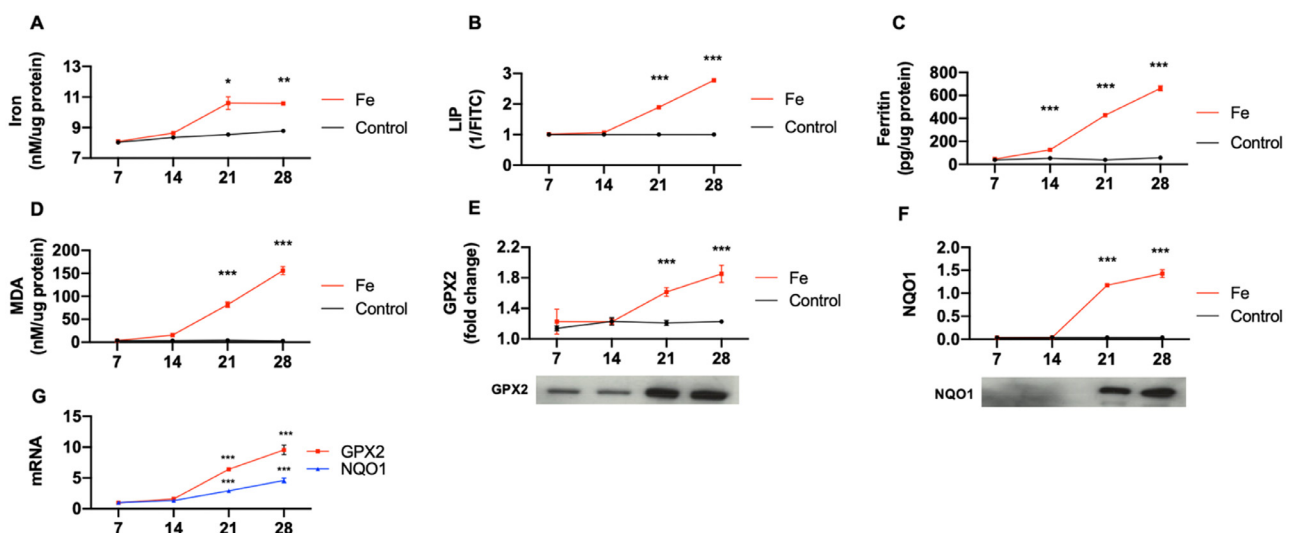 A
Iron
(nM/ug protein)
13
11
9
7
7 14 21 28
* **
Fe
Control
B
LIP
(1/FITC)
3
2
1
0
7 14 21 28
*** ***
Fe
Control
C
Ferritin
(pg/ug protein)
800
600
400
200
0
7 14 21 28
*** *** ***
Fe
Control
D
MDA
(nM/ug protein)
200
150
100
50
0
7 14 21 28
*** ***
Fe
Control
E
GPX2
(fold change)
2.2
1.8
1.4
1.0
7 14 21 28
*** ***
Fe
Control
GPX2
F
NQO1
2.0
1.5
1.0
0.5
0.0
7 14 21 28
*** ***
Fe
Control
NQO1
G
mRNA
15
10
5
0
7 14 21 28
*** ***
*** ***
GPX2
NQO1